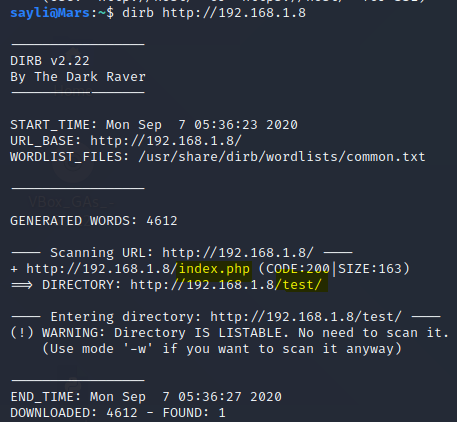 sayli@Mars:~$ dirb http://192.168.1.8
-----------------
DIRB v2.22
By The Dark Raver
-----------------
START_TIME: Mon Sep  7 05:36:23 2020
URL_BASE: http://192.168.1.8/
WORDLIST_FILES: /usr/share/dirb/wordlists/common.txt
-----------------
GENERATED WORDS: 4612
---- Scanning URL: http://192.168.1.8/ ----
+ http://192.168.1.8/index.php (CODE:200|SIZE:163)
==> DIRECTORY: http://192.168.1.8/test/
---- Entering directory: http://192.168.1.8/test/ ----
(!) WARNING: Directory IS LISTABLE. No need to scan it.
    (Use mode '-w' if you want to scan it anyway)
-----------------
END_TIME: Mon Sep  7 05:36:27 2020
DOWNLOADED: 4612 - FOUND: 1